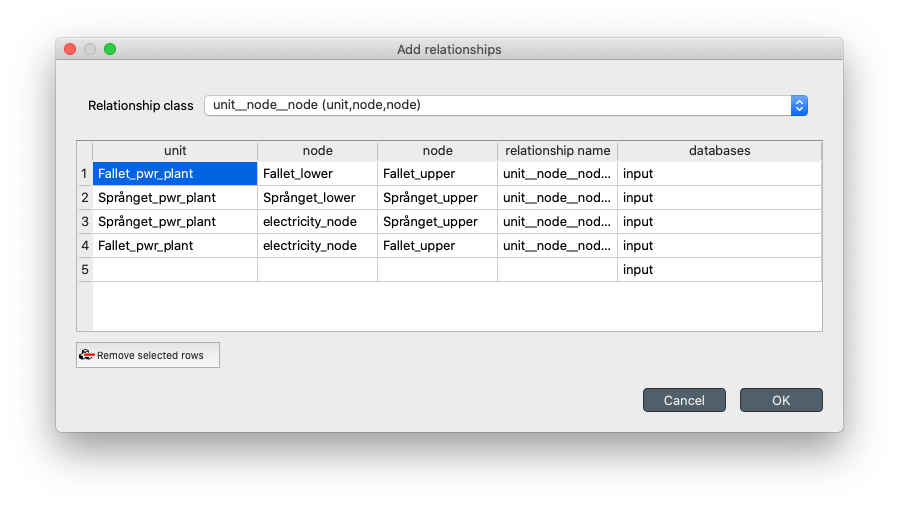 Add relationships
Relationship class unit__node__node (unit,node,node)
unit node node relationship name databases
1 Fallet_pwr_plant Fallet_lower Fallet_upper unit__node__nod... input
2 Språnget_pwr_plant Språnget_lower Språnget_upper unit__node__nod... input
3 Språnget_pwr_plant electricity_node Språnget_upper unit__node__nod... input
4 Fallet_pwr_plant electricity_node Fallet_upper unit__node__nod... input
5 input
Remove selected rows
Cancel OK